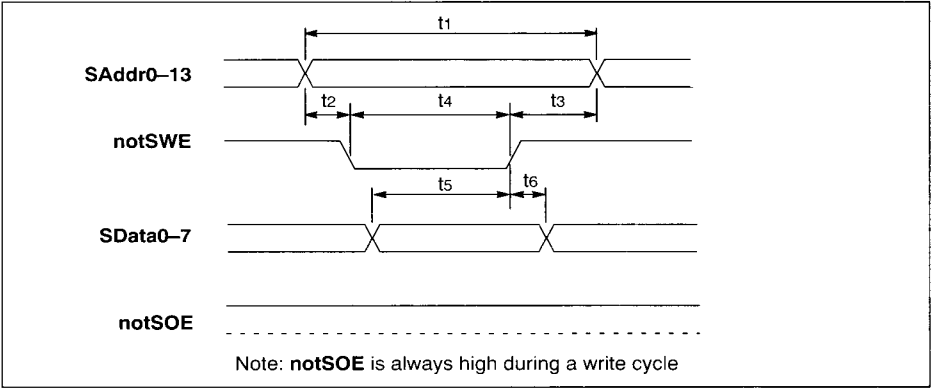 t1
SAddr0–13
t2
t4
t3
notSWE
t5
t6
SData0–7
notSOE
Note: notSOE is always high during a write cycle